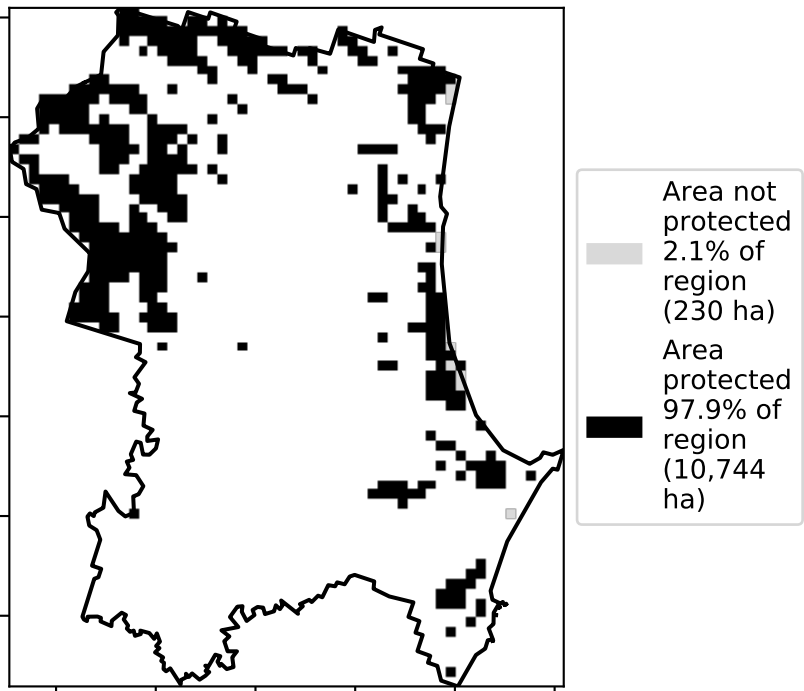 Area not
protected
2.1% of
region
(230 ha)
Area
protected
97.9% of
region
(10,744
ha)